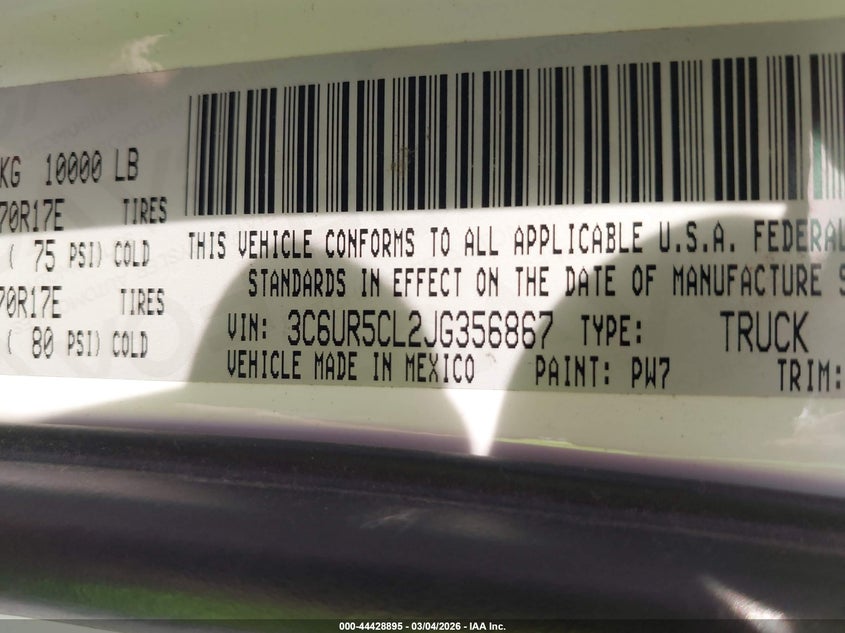 KG 10000 LB
70R17E TIRES
( 75 PSI) COLD
70R17E TIRES
( 80 PSI) COLD
THIS VEHICLE CONFORMS TO ALL APPLICABLE U.S.A. FEDERAL
STANDARDS IN EFFECT ON THE DATE OF MANUFACTURE S
VIN: 3C6UR5CL2JG356867 TYPE: TRUCK
VEHICLE MADE IN MEXICO PAINT: PW7 TRIM:
000-44428895 - 03/04/2026 - IAA Inc.